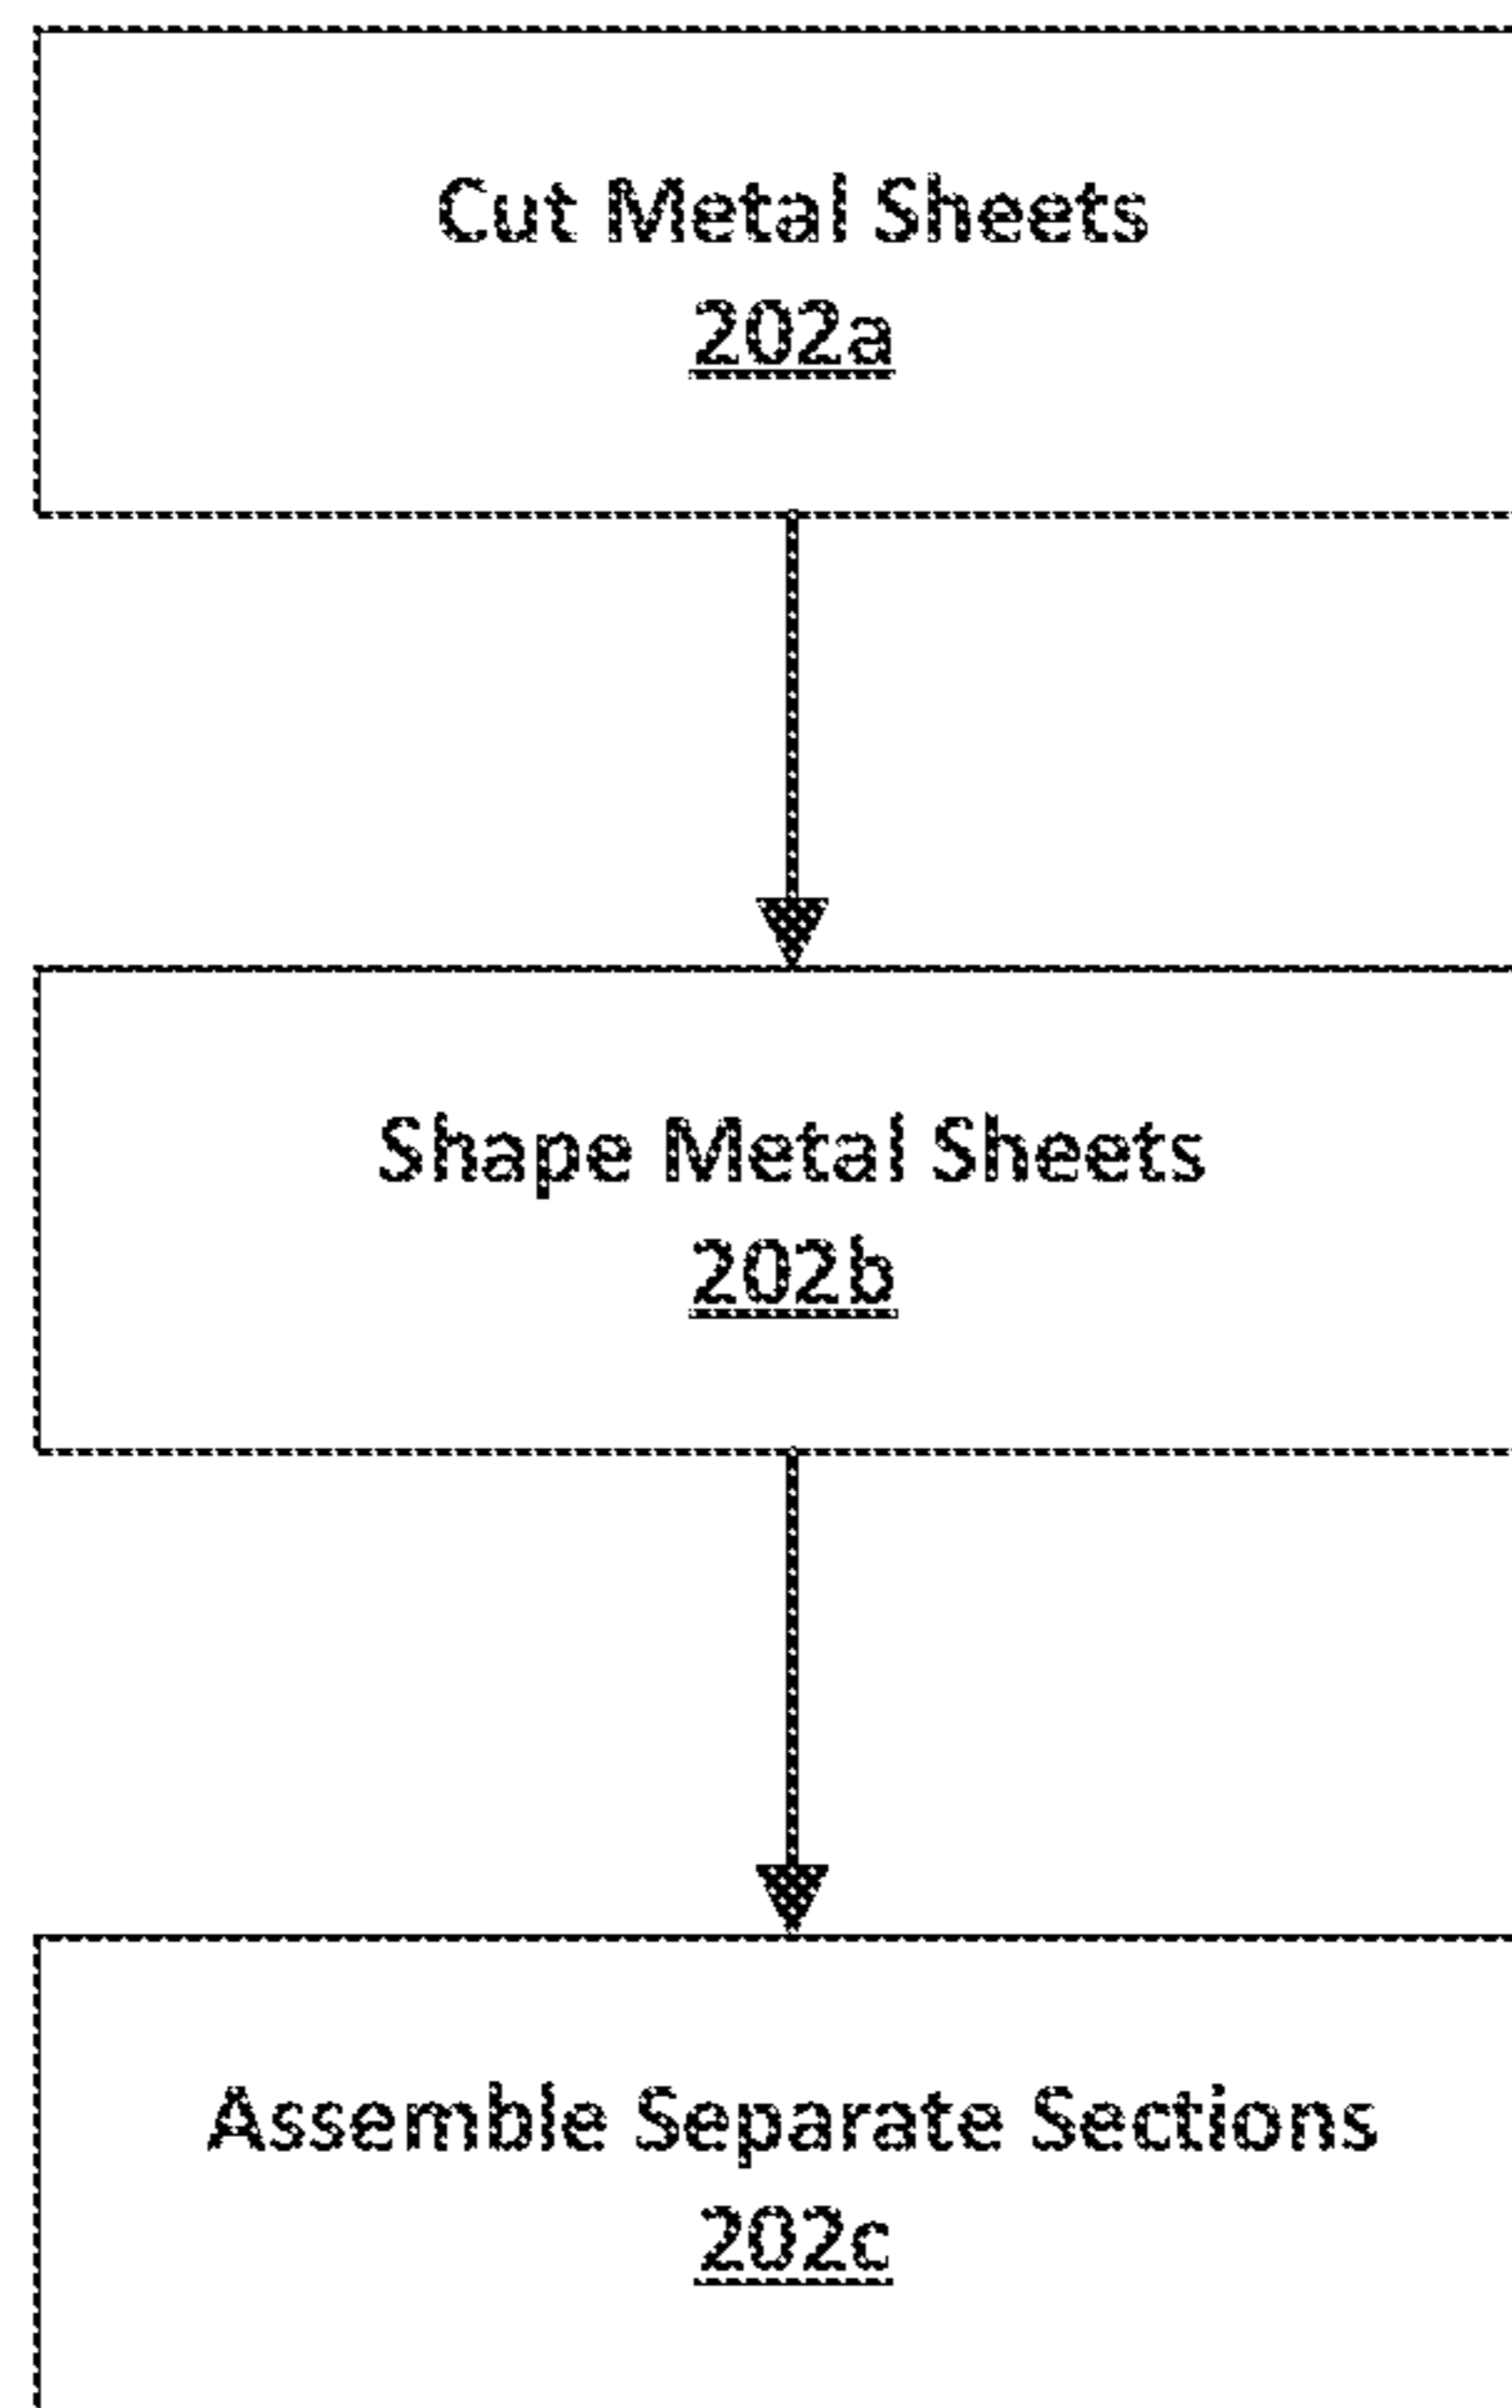 Cut Metal Sheets
202a
Shape Metal Sheets
202b
Assemble Separate Sections
202c